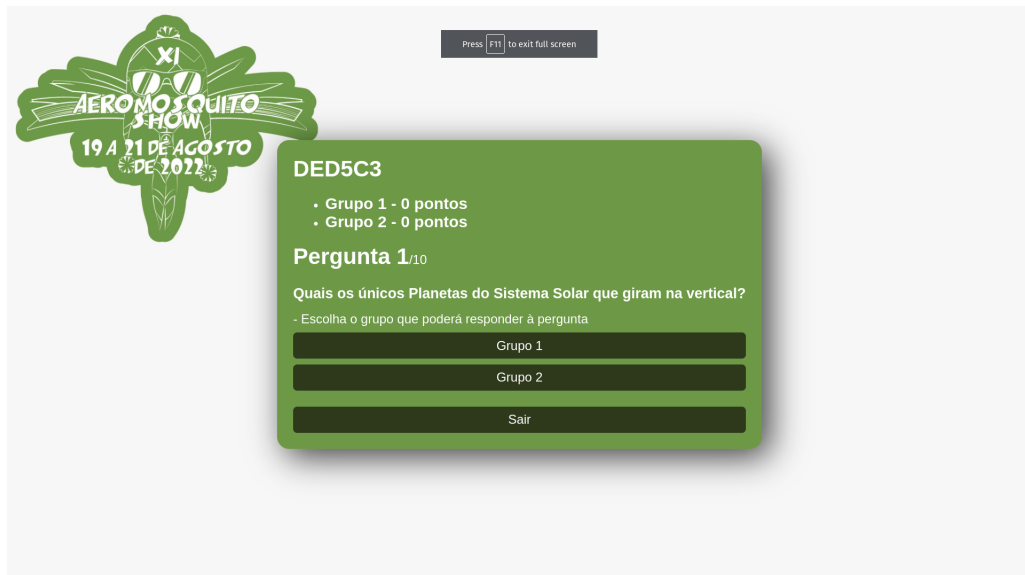 XI
AEROMOSQUITO
SHOW
19 A 21 DE AGOSTO
DE 2022
Press F11 to exit full screen
DED5C3
• Grupo 1 - 0 pontos
• Grupo 2 - 0 pontos
Pergunta 1/10
Quais os únicos Planetas do Sistema Solar que giram na vertical?
- Escolha o grupo que poderá responder à pergunta
Grupo 1
Grupo 2
Sair